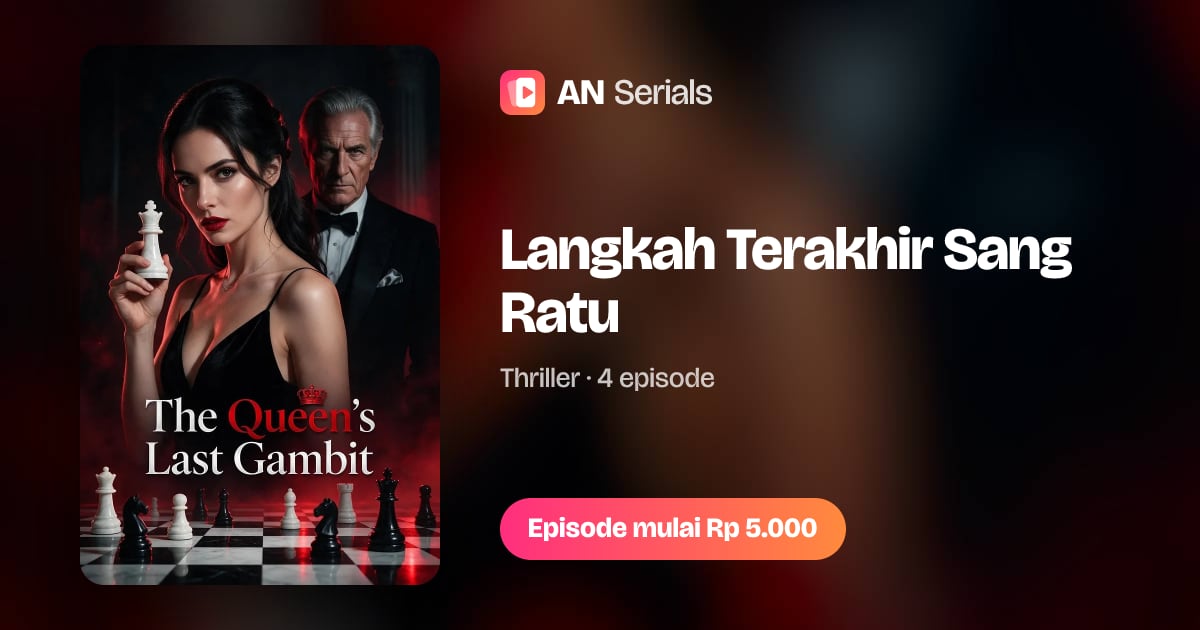 The Queen's
Last Gambit
AN Serials
Langkah Terakhir Sang
Ratu
Thriller · 4 episode
Episode mulai Rp 5.000